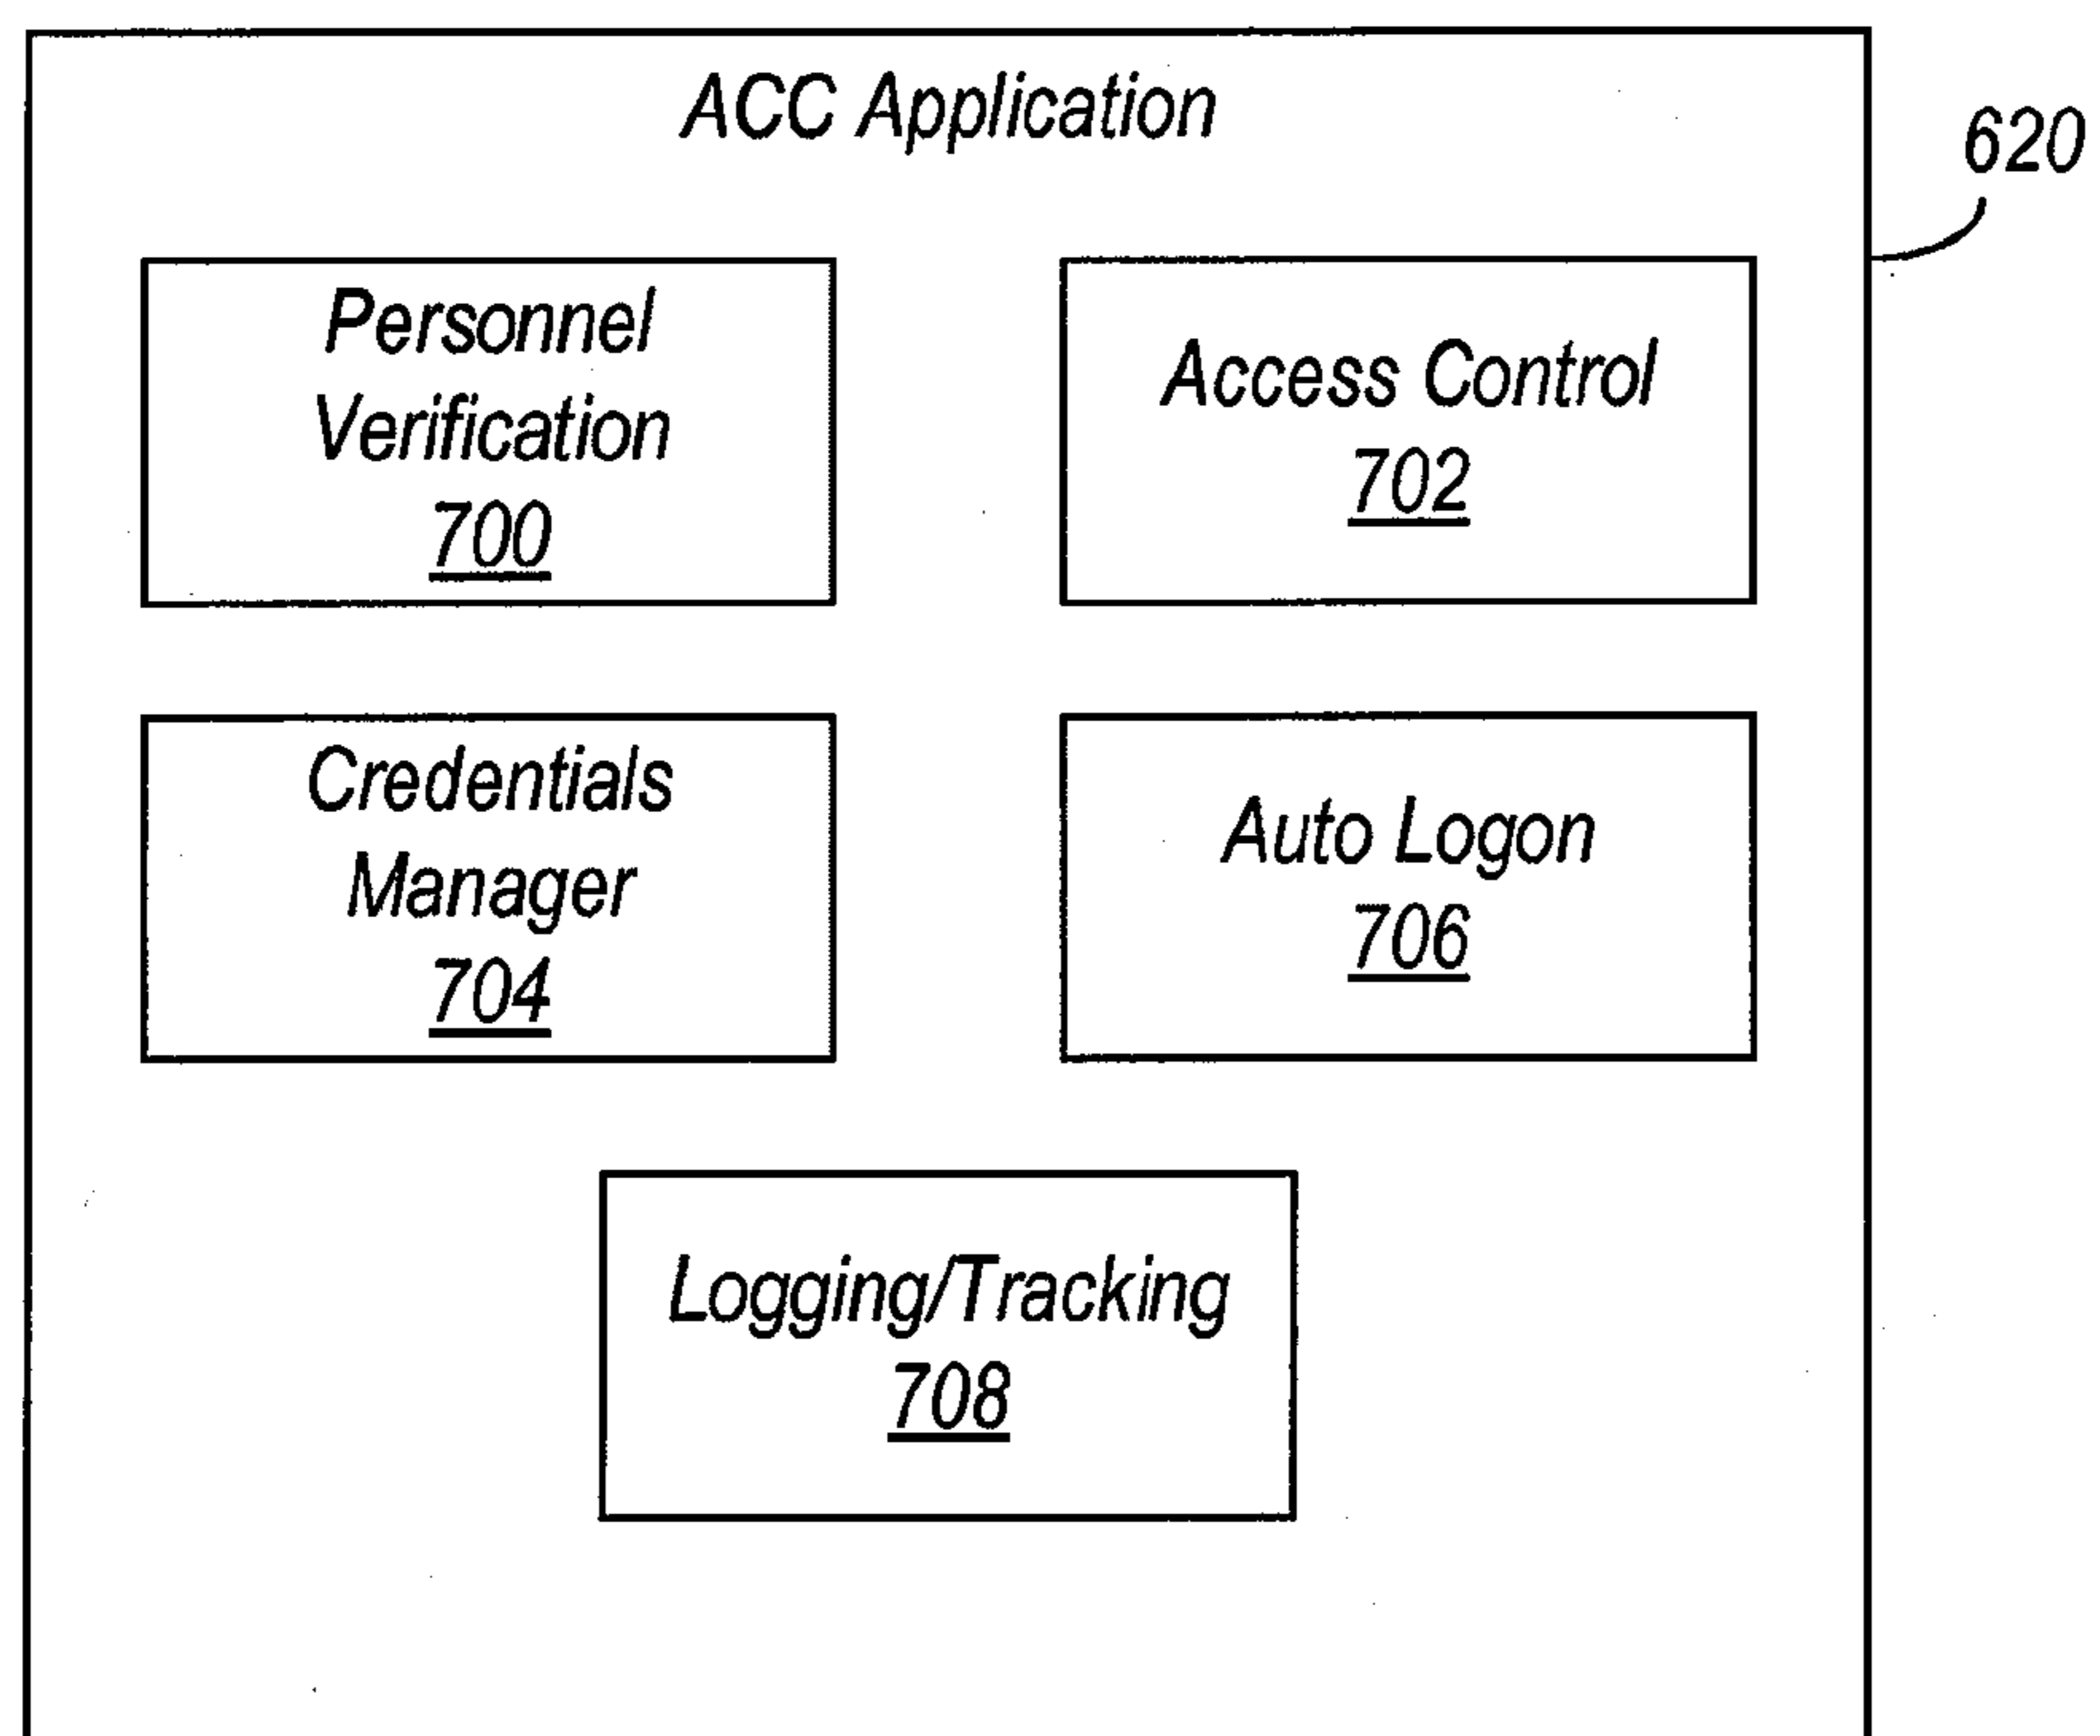 ACC Application
620
Personnel
Verification
700
Access Control
702
Credentials
Manager
704
Auto Logon
706
Logging/Tracking
708